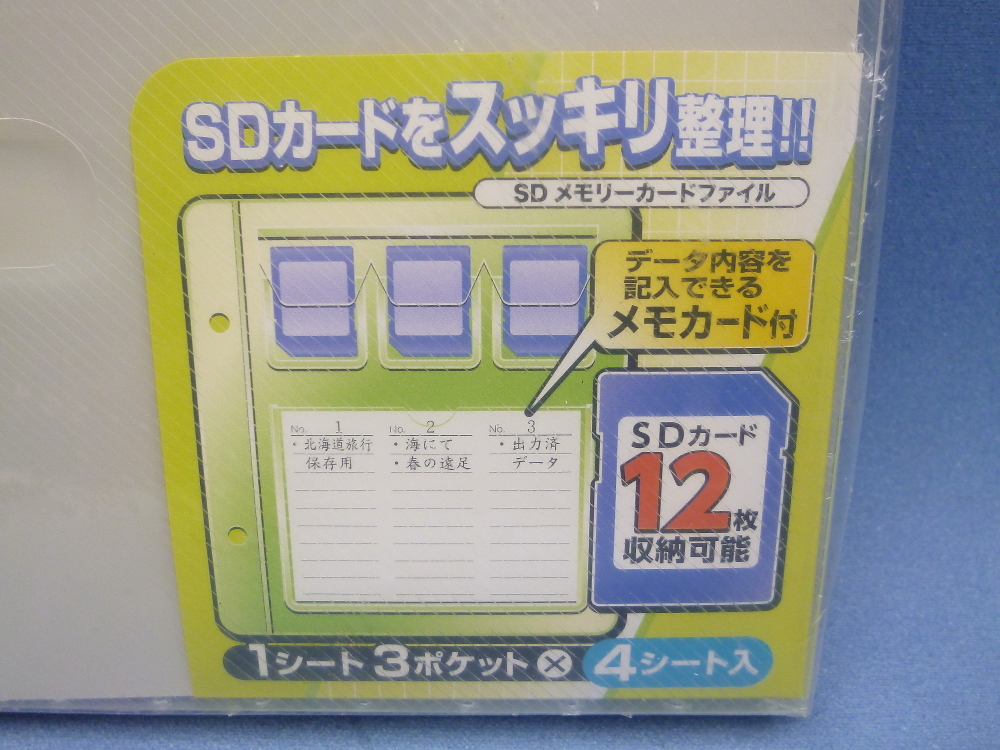 SDカードをスッキリ整理!!
SDメモリーカードファイル
データ内容を
記入できる
メモカード付
No. 1
・北海道旅行
保存用
No. 2
・海にて
・春の遠足
No. 3
・出力済
データ
SDカード
12枚
収納可能
1シート3ポケット×4シート入